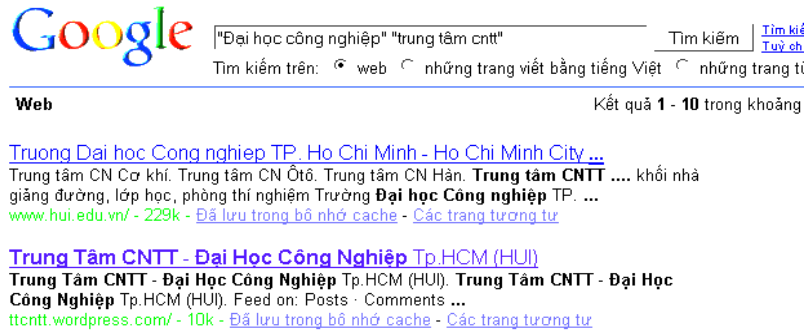 Google
"Đại học công nghiệp" "trung tâm cntt" Tìm kiếm
Tìm
Tuỳ
Tìm kiếm trên: web những trang viết bằng tiếng Việt những trang
Web Kết quả 1 - 10 trong khoảng
Truong Dai hoc Cong nghiep TP. Ho Chi Minh - Ho Chi Minh City ...
Trung tâm CN Cơ khí. Trung tâm CN Ôtô. Trung tâm CN Hàn. Trung tâm CNTT .... khối nhà
giảng đường, lớp học, phòng thí nghiệm Trường Đại học Công nghiệp TP. ...
www.hui.edu.vn/ - 229k - Đã lưu trong bộ nhớ cache - Các trang tương tự
Trung Tâm CNTT - Đại Học Công Nghiệp Tp.HCM (HUI)
Trung Tâm CNTT - Đại Học Công Nghiệp Tp.HCM (HUI). Trung Tâm CNTT - Đại Học
Công Nghiệp Tp.HCM (HUI). Feed on: Posts · Comments ...
ttcntt.wordpress.com/ - 10k - Đã lưu trong bộ nhớ cache - Các trang tương tự